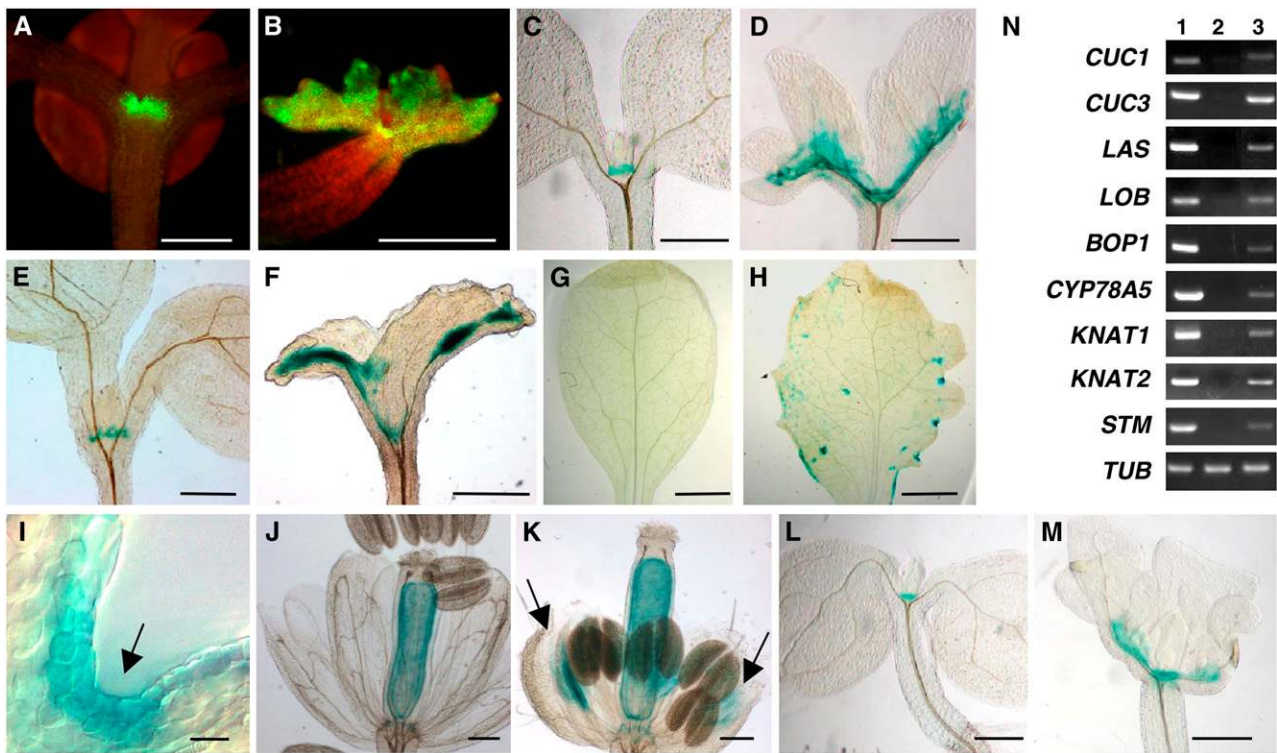 A B C D N 1 2 3
CUC1
CUC3
LAS
LOB
BOP1
E F G H
CYP78A5
KNAT1
KNAT2
STM
TUB
I J K L M